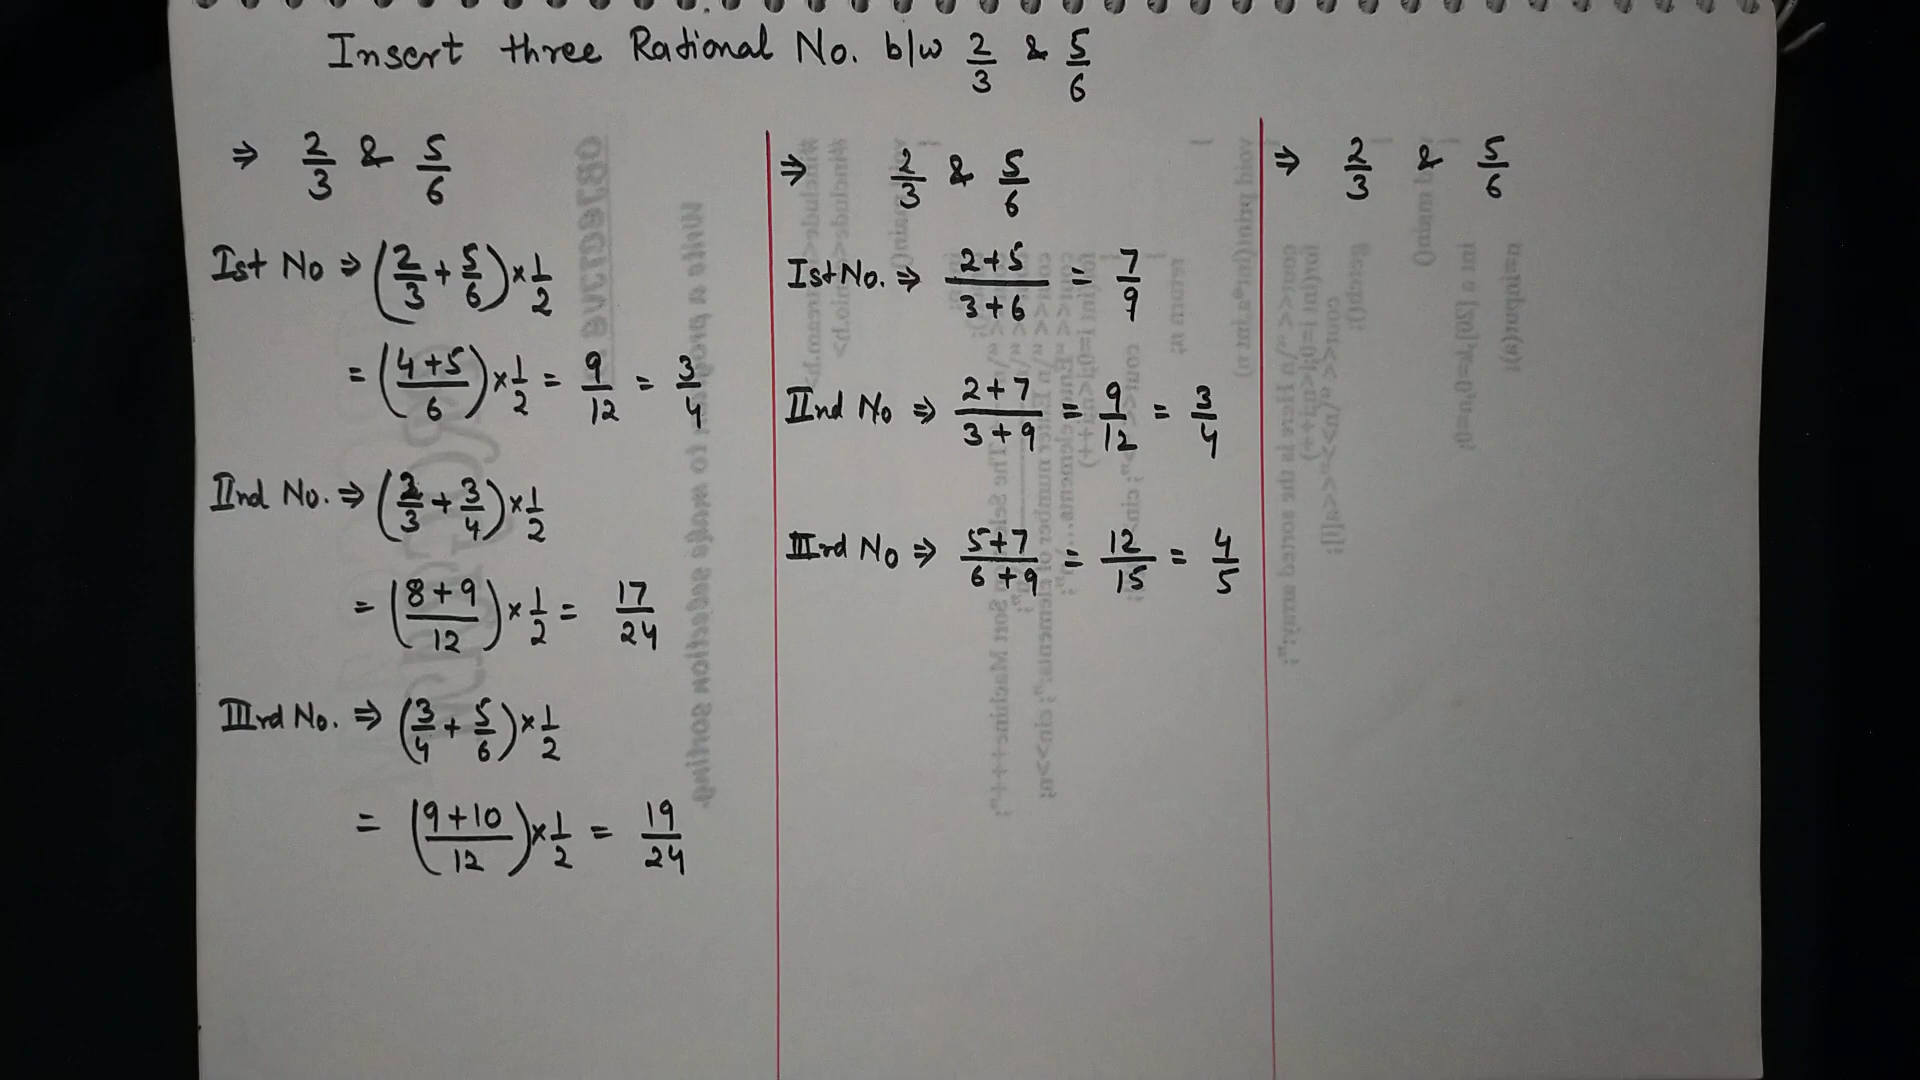 Insert three Rational No. b/w 2/3 & 5/6
⇒ 2/3 & 5/6
Ist No ⇒ (2/3 + 5/6) × 1/2
= ((4+5)/6) × 1/2 = 9/12 = 3/4
IInd No. ⇒ (2/3 + 3/4) × 1/2
= ((8+9)/12) × 1/2 = 17/24
IIIrd No. ⇒ (3/4 + 5/6) × 1/2
= ((9+10)/12) × 1/2 = 19/24
⇒ 2/3 & 5/6
Ist No. ⇒ (2+5)/(3+6) = 7/9
IInd No ⇒ (2+7)/(3+9) = 9/12 = 3/4
IIIrd No ⇒ (5+7)/(6+9) = 12/15 = 4/5
⇒ 2/3 & 5/6